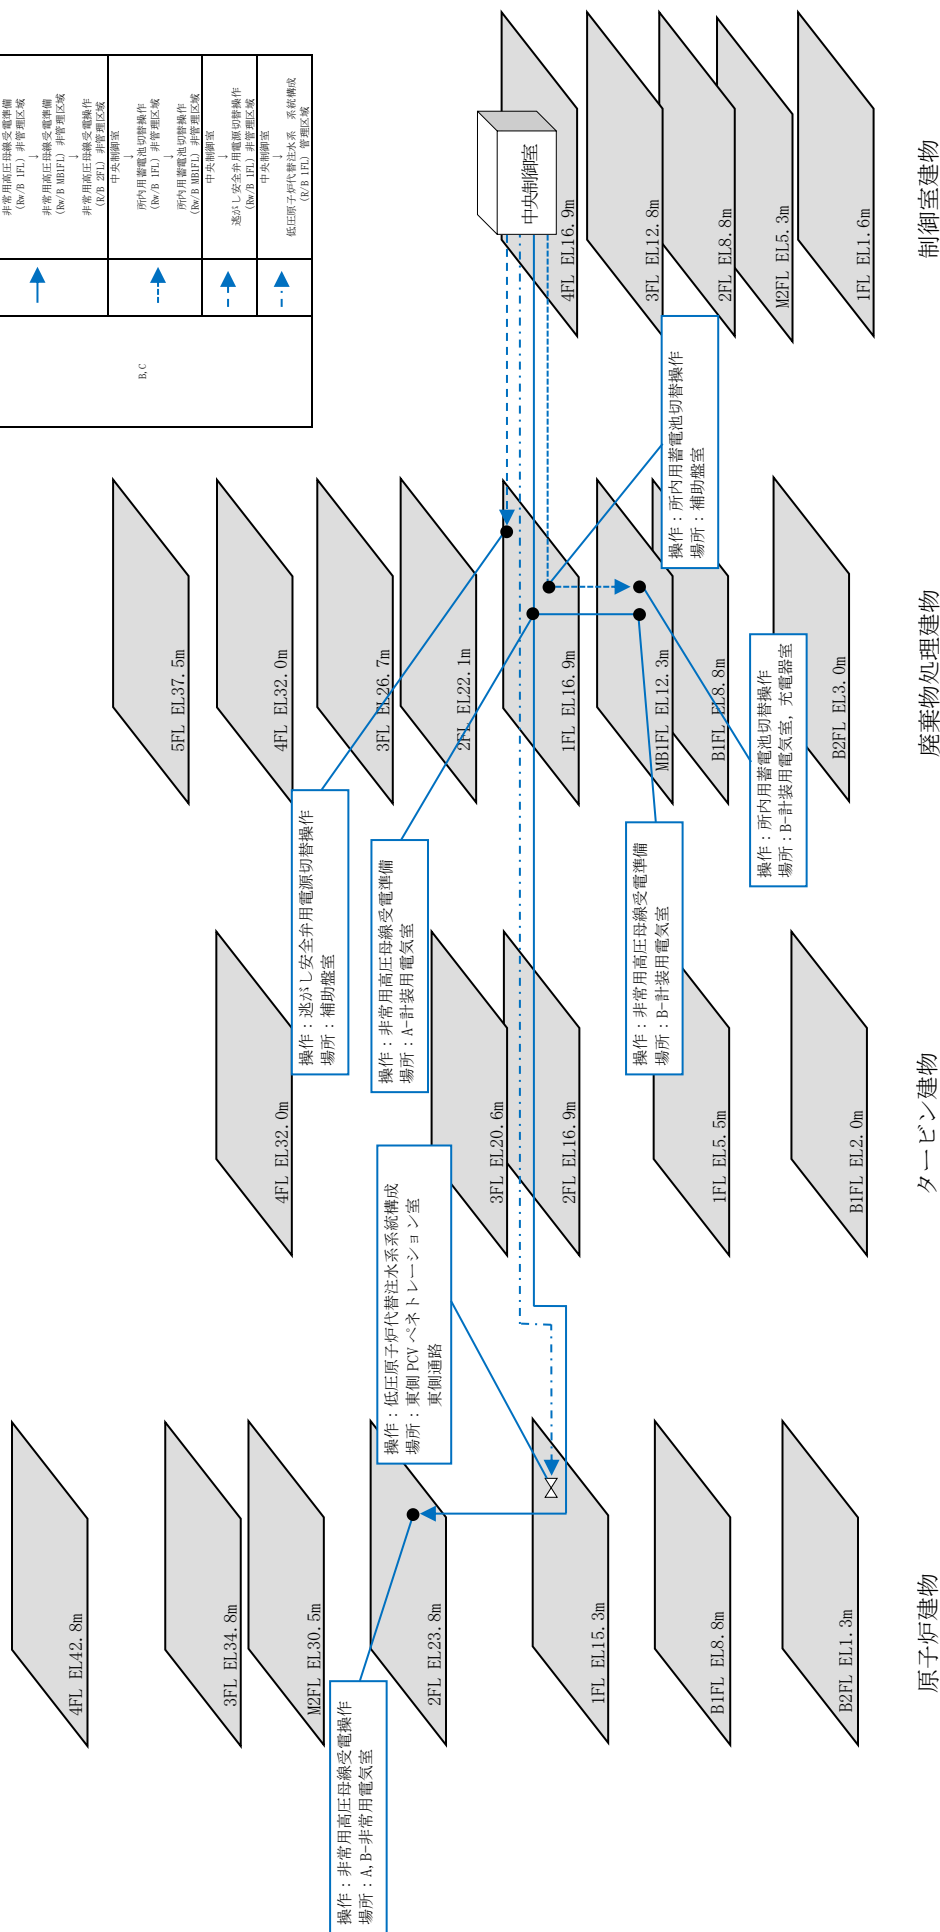 非常用高圧母線受電準備
(Rw/B 1FL) 非管理区域
↓
非常用高圧母線受電準備
(Rw/B MB1FL) 非管理区域
↓
非常用高圧母線受電操作
(R/B 2FL) 非管理区域
中央制御室
↓
所内用蓄電池切替操作
(Rw/B 1FL) 非管理区域
↓
所内用蓄電池切替操作
(Rw/B MB1FL) 非管理区域
中央制御室
↓
逃がし安全弁用電源切替操作
(Rw/B 1FL) 非管理区域
中央制御室
↓
低圧原子炉代替注水系 系統構成
(R/B 1FL) 管理区域
B,C
4FL EL42.8m
3FL EL34.8m
M2FL EL30.5m
2FL EL23.8m
1FL EL15.3m
B1FL EL8.8m
B2FL EL1.3m
原子炉建物
操作：非常用高圧母線受電操作
場所：A,B-非常用電気室
操作：低圧原子炉代替注水系系統構成
場所：東側 PCV ペネトレーション室
東側通路
4FL EL32.0m
3FL EL20.6m
2FL EL16.9m
1FL EL5.5m
B1FL EL2.0m
タービン建物
操作：逃がし安全弁用電源切替操作
場所：補助盤室
操作：非常用高圧母線受電準備
場所：A-計装用電気室
操作：非常用高圧母線受電準備
場所：B-計装用電気室
操作：所内用蓄電池切替操作
場所：B-計装用電気室，充電器室
5FL EL37.5m
4FL EL32.0m
3FL EL26.7m
2FL EL22.1m
1FL EL16.9m
MB1FL EL12.3m
B1FL EL8.8m
B2FL EL3.0m
廃棄物処理建物
操作：所内用蓄電池切替操作
場所：補助盤室
中央制御室
4FL EL16.9m
3FL EL12.8m
2FL EL8.8m
M2FL EL5.3m
1FL EL1.6m
制御室建物